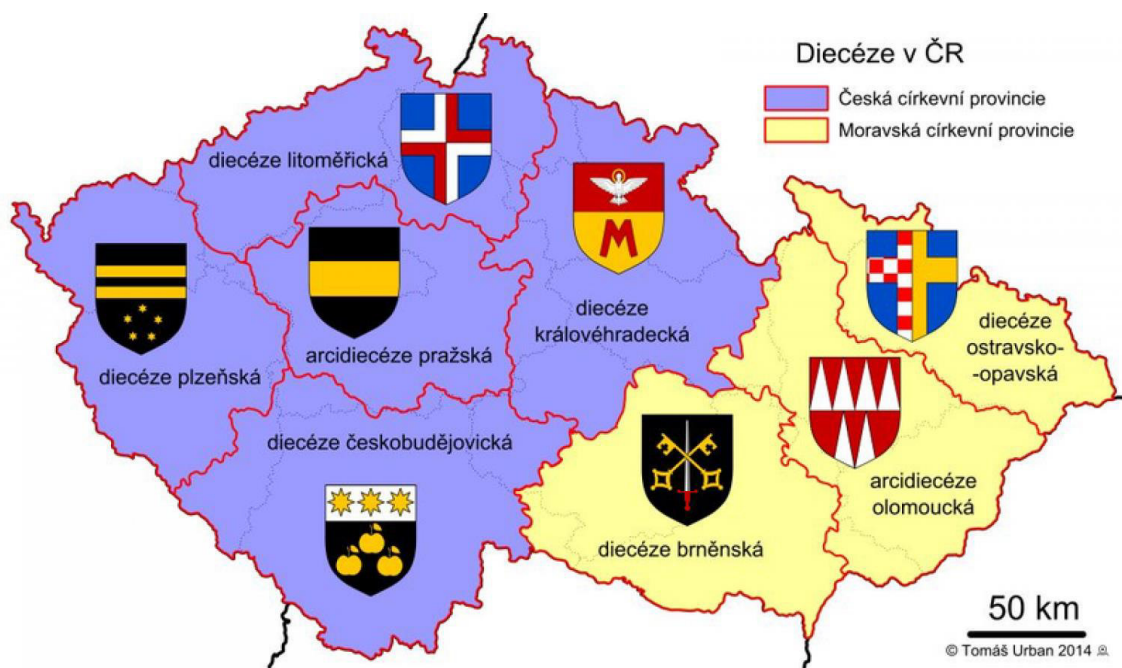 Diecéze v ČR
Česká církevní provincie
Moravská církevní provincie
diecéze litoměřická
M
diecéze
královéhradecká
diecéze plzeňská
arcidiecéze pražská
diecéze
ostravsko-
-opavská
diecéze českobudějovická
arcidiecéze
olomoucká
diecéze brněnská
50 km
© Tomáš Urban 2014